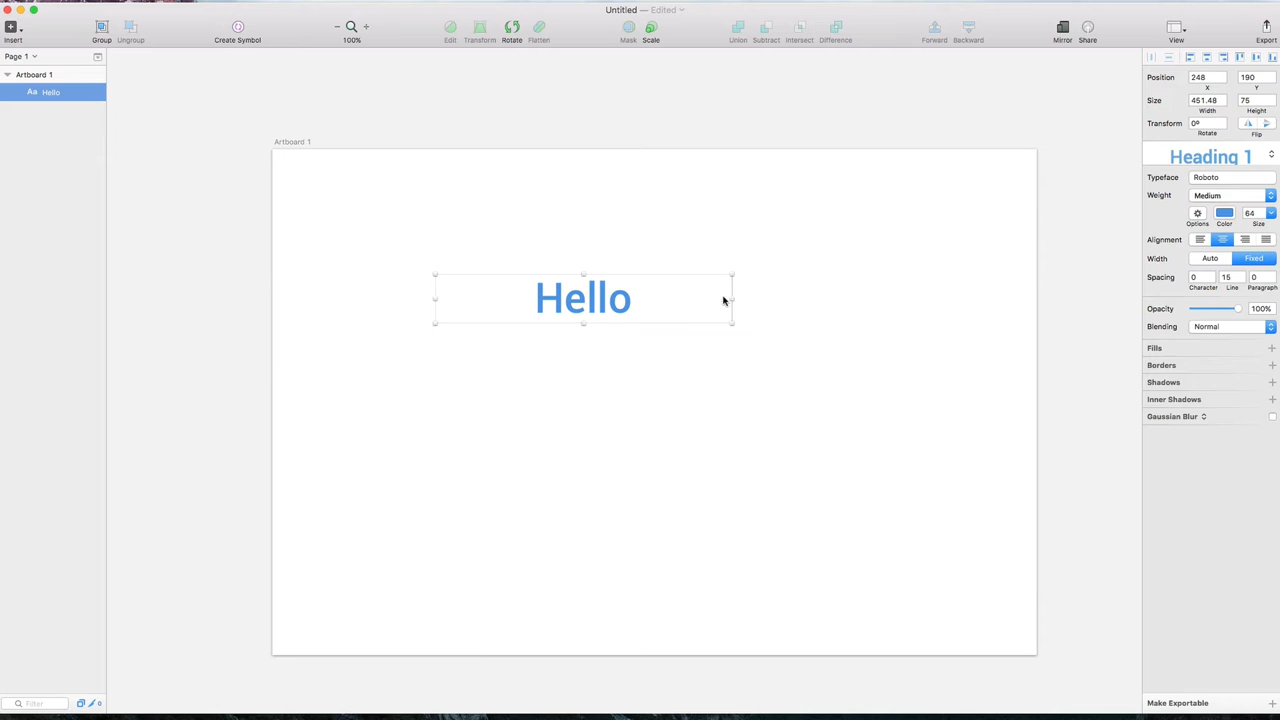 Untitled — Edited
Insert
Group
Ungroup
Create Symbol
100%
Edit
Transform
Rotate
Flatten
Mask
Scale
Union
Subtract
Intersect
Difference
Forward
Backward
Mirror
Share
View
Export
Page 1
Artboard 1
Aa Hello
Artboard 1
Hello
Position 248 190
X Y
Size 451.48 75
Width Height
Transform 0º
Rotate Flip
Heading 1
Typeface Roboto
Weight Medium
64
Options Color Size
Alignment
Width Auto Fixed
Spacing 0 15 0
Character Line Paragraph
Opacity 100%
Blending Normal
Fills
Borders
Shadows
Inner Shadows
Gaussian Blur
Filter
0
Make Exportable